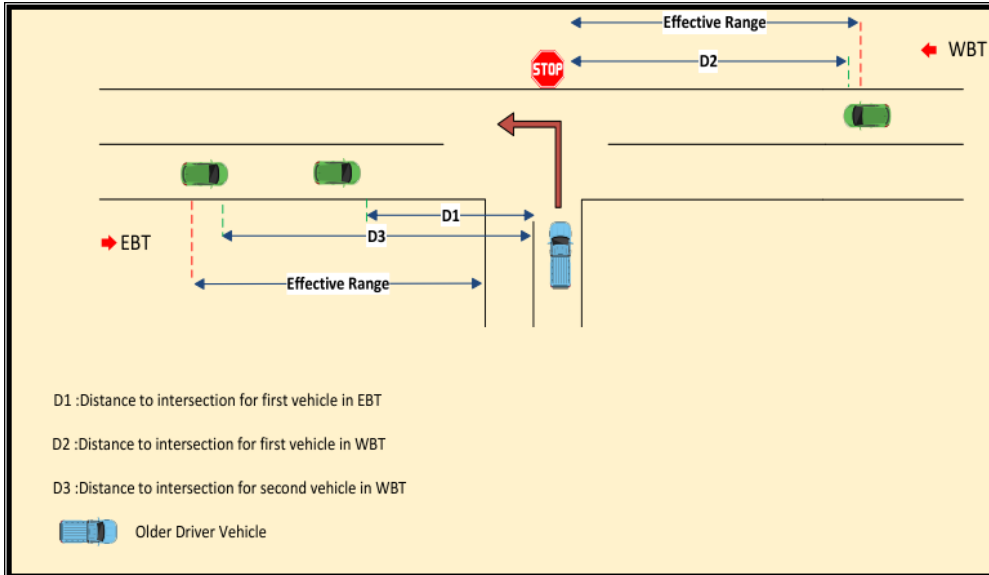 Effective Range
WBT
D2
STOP
D1
EBT
D3
Effective Range
D1 :Distance to intersection for first vehicle in EBT
D2 :Distance to intersection for first vehicle in WBT
D3 :Distance to intersection for second vehicle in WBT
Older Driver Vehicle